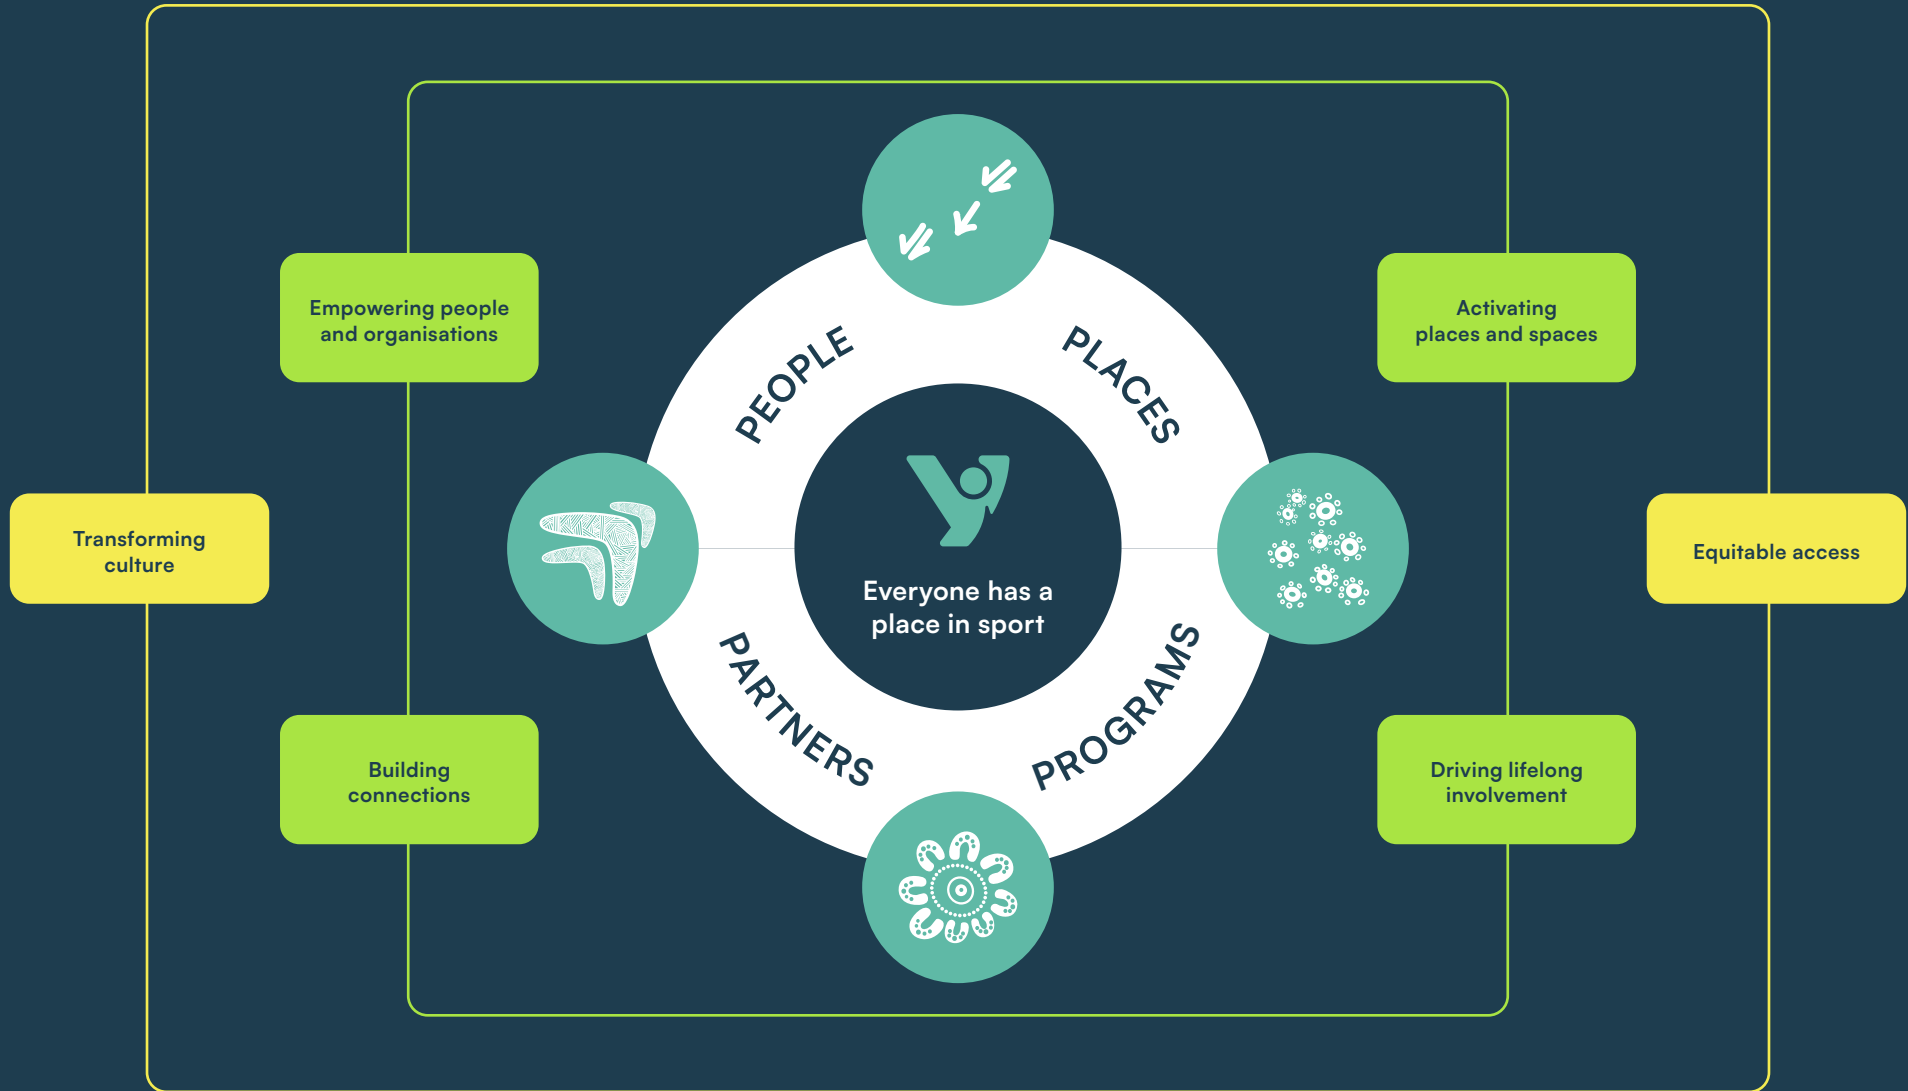 Empowering people
and organisations
Activating
places and spaces
PEOPLE
PLACES
Transforming
culture
Everyone has a
place in sport
Equitable access
PARTNERS
PROGRAMS
Building
connections
Driving lifelong
involvement